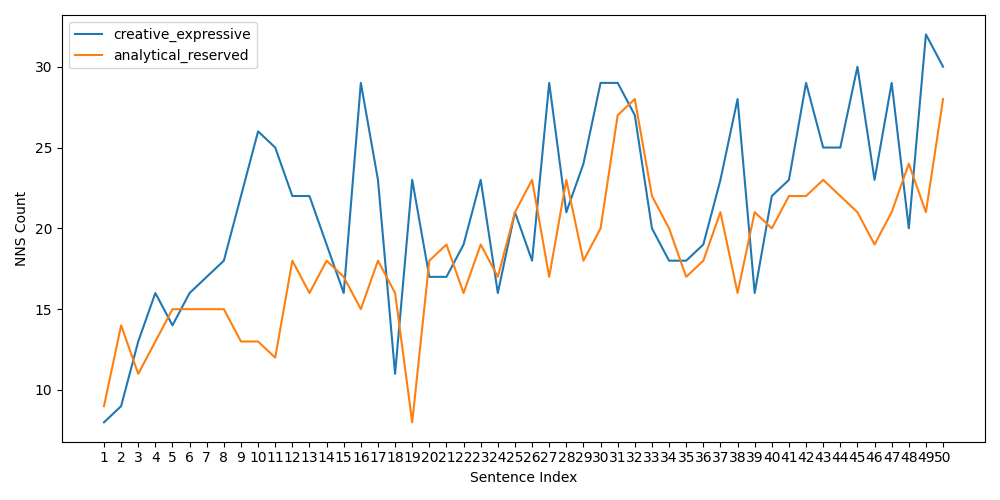 creative_expressive
analytical_reserved
30
25
20
15
10
NNS Count
1 2 3 4 5 6 7 8 9 10 11 12 13 14 15 16 17 18 19 20 21 22 23 24 25 26 27 28 29 30 31 32 33 34 35 36 37 38 39 40 41 42 43 44 45 46 47 48 49 50
Sentence Index